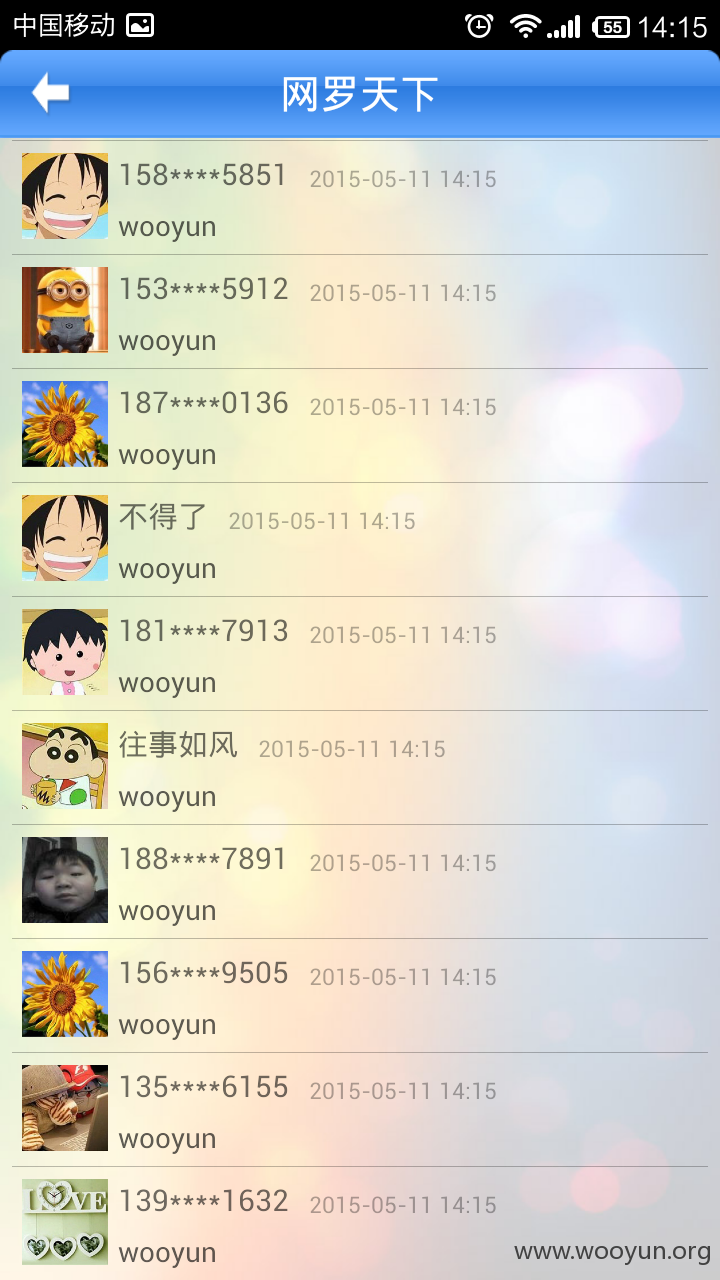 中国移动 55 14:15
网罗天下
158****5851 2015-05-11 14:15
wooyun
153****5912 2015-05-11 14:15
wooyun
187****0136 2015-05-11 14:15
wooyun
不得了 2015-05-11 14:15
wooyun
181****7913 2015-05-11 14:15
wooyun
往事如风 2015-05-11 14:15
wooyun
188****7891 2015-05-11 14:15
wooyun
156****9505 2015-05-11 14:15
wooyun
135****6155 2015-05-11 14:15
wooyun
LOVE
139****1632 2015-05-11 14:15
wooyun
www.wooyun.org